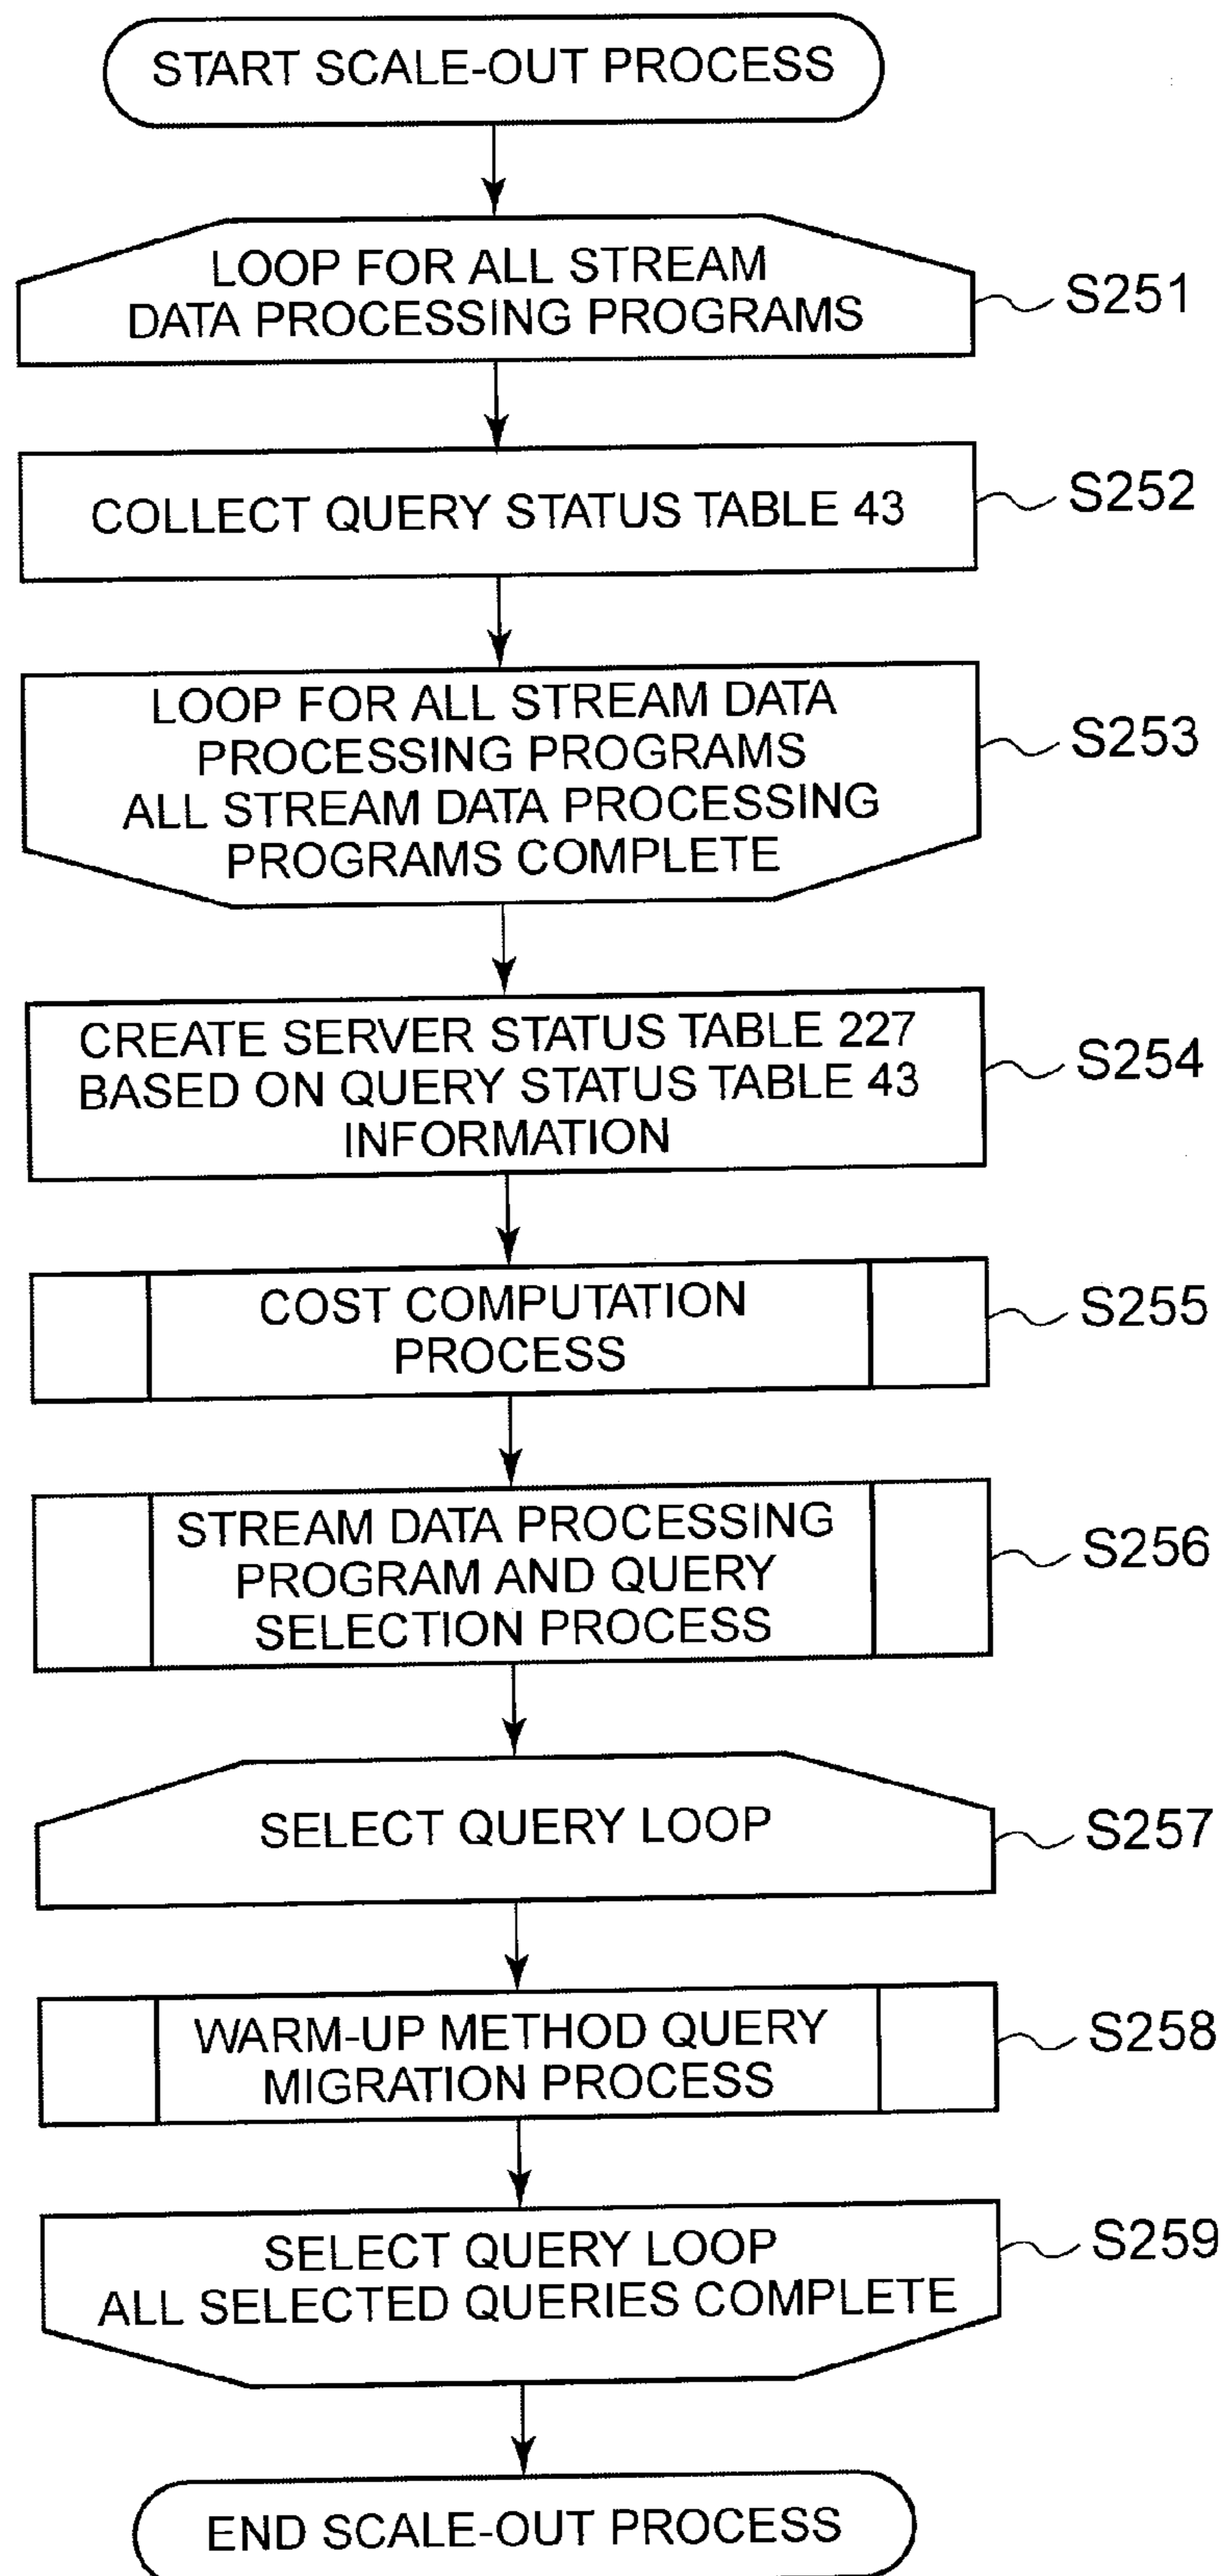 START SCALE-OUT PROCESS
LOOP FOR ALL STREAM
DATA PROCESSING PROGRAMS
S251
COLLECT QUERY STATUS TABLE 43
S252
LOOP FOR ALL STREAM DATA
PROCESSING PROGRAMS
ALL STREAM DATA PROCESSING
PROGRAMS COMPLETE
S253
CREATE SERVER STATUS TABLE 227
BASED ON QUERY STATUS TABLE 43
INFORMATION
S254
COST COMPUTATION
PROCESS
S255
STREAM DATA PROCESSING
PROGRAM AND QUERY
SELECTION PROCESS
S256
SELECT QUERY LOOP
S257
WARM-UP METHOD QUERY
MIGRATION PROCESS
S258
SELECT QUERY LOOP
ALL SELECTED QUERIES COMPLETE
S259
END SCALE-OUT PROCESS